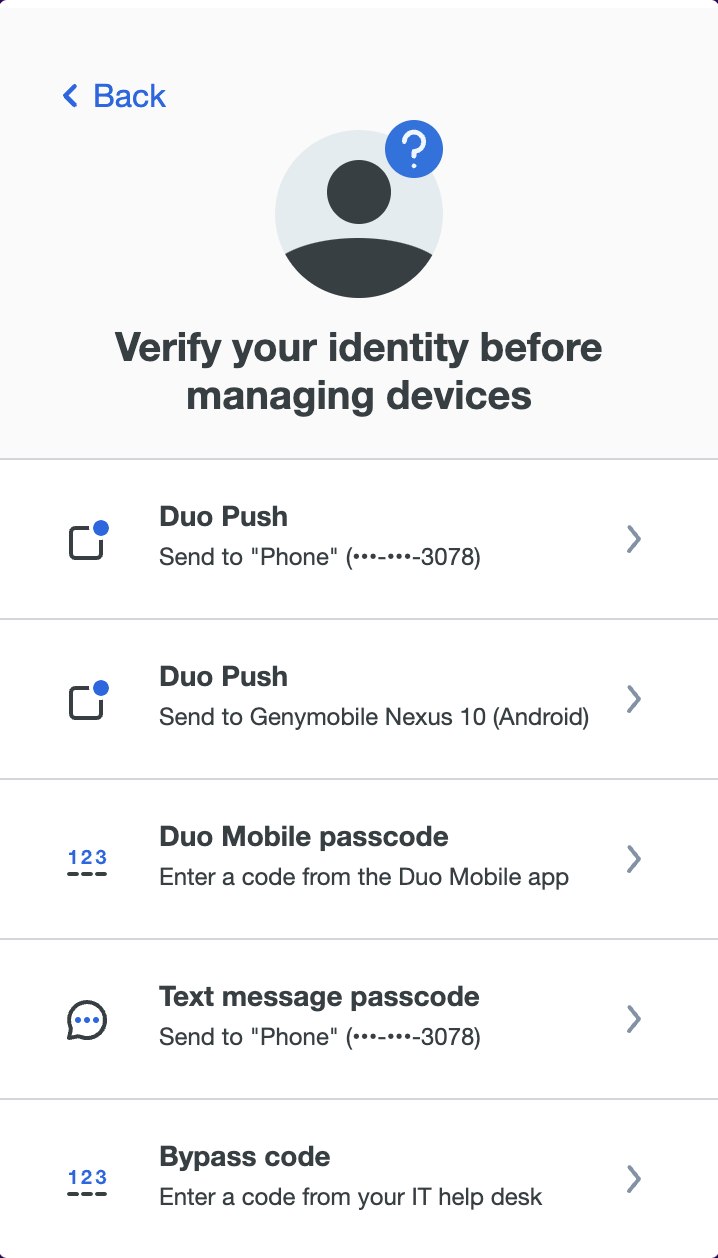 Back
?
Verify your identity before
managing devices
Duo Push
Send to "Phone" (•••-•••-3078)
Duo Push
Send to Genymobile Nexus 10 (Android)
123
Duo Mobile passcode
Enter a code from the Duo Mobile app
Text message passcode
Send to "Phone" (•••-•••-3078)
123
Bypass code
Enter a code from your IT help desk